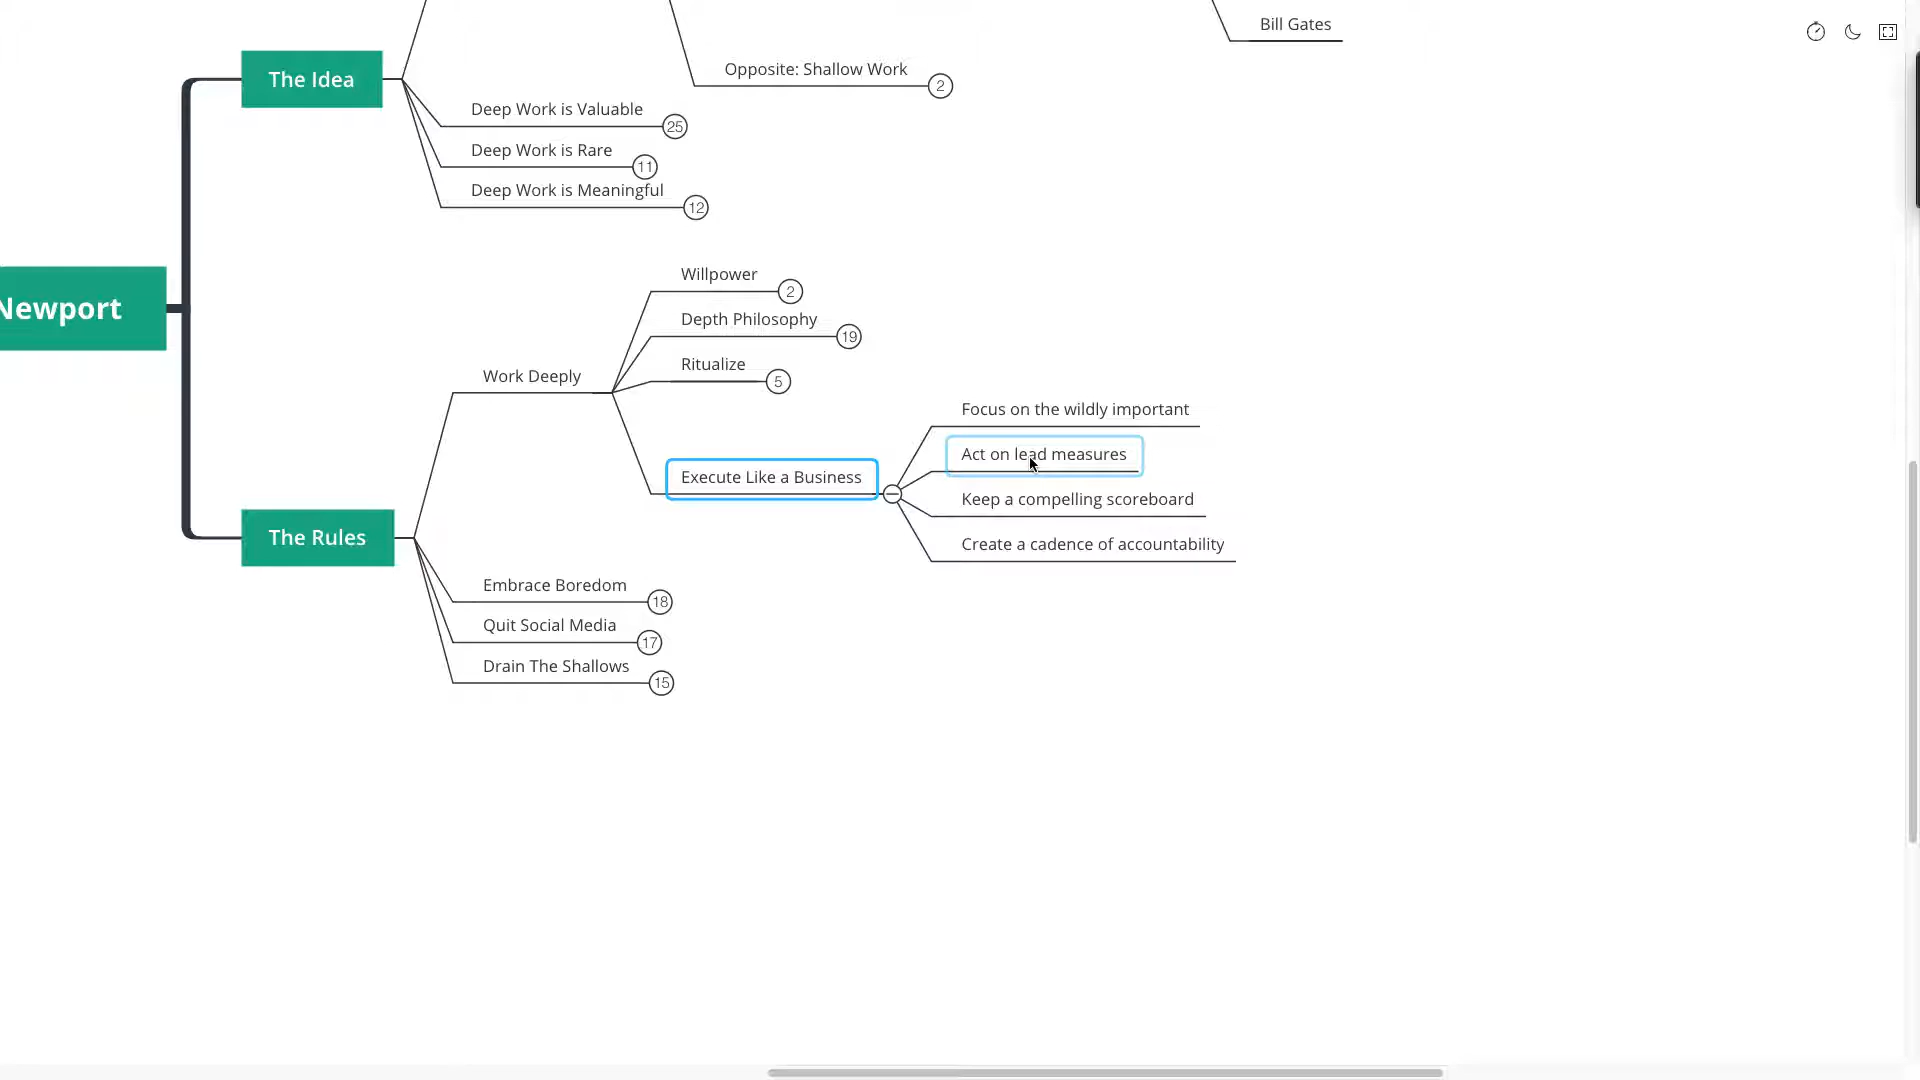 Bill Gates
The Idea
Opposite: Shallow Work
2
Deep Work is Valuable
25
Deep Work is Rare
11
Deep Work is Meaningful
12
Newport
Willpower
2
Depth Philosophy
19
Ritualize
5
Work Deeply
Focus on the wildly important
Act on lead measures
Execute Like a Business
Keep a compelling scoreboard
Create a cadence of accountability
The Rules
Embrace Boredom
18
Quit Social Media
17
Drain The Shallows
15